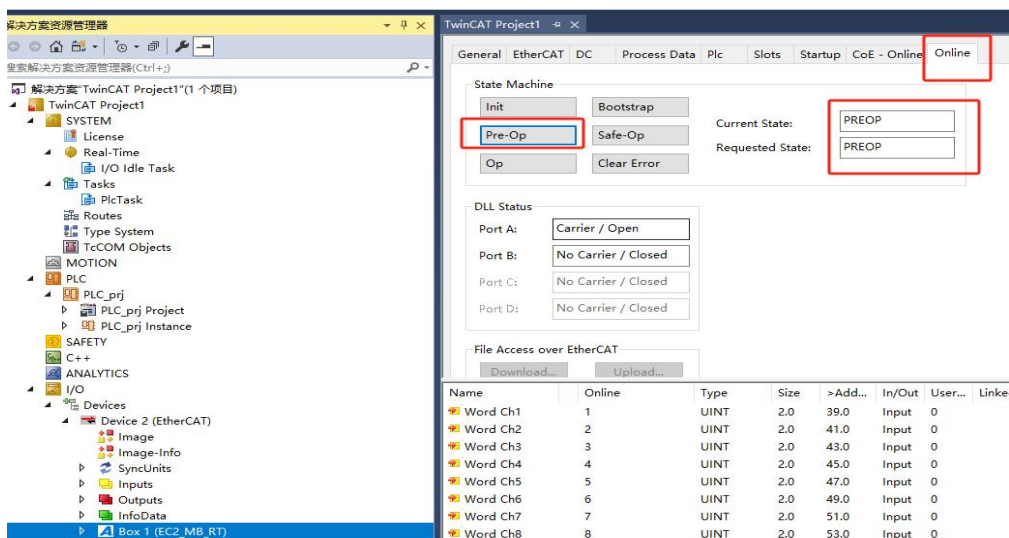 解决方案资源管理器
搜索解决方案资源管理器(Ctrl+;)
解决方案"TwinCAT Project1"(1 个项目)
TwinCAT Project1
SYSTEM
License
Real-Time
I/O Idle Task
Tasks
PlcTask
Routes
Type System
TcCOM Objects
MOTION
PLC
PLC_prj
PLC_prj Project
PLC_prj Instance
SAFETY
C++
ANALYTICS
I/O
Devices
Device 2 (EtherCAT)
Image
Image-Info
SyncUnits
Inputs
Outputs
InfoData
Box 1 (EC2_MB_RT)
TwinCAT Project1
General EtherCAT DC Process Data Plc Slots Startup CoE - Online Online
State Machine
Init Bootstrap
Pre-Op Safe-Op
Op Clear Error
Current State: PREOP
Requested State: PREOP
DLL Status
Port A: Carrier / Open
Port B: No Carrier / Closed
Port C: No Carrier / Closed
Port D: No Carrier / Closed
File Access over EtherCAT
Download... Upload...
Name Online Type Size >Add... In/Out User... Linke
Word Ch1 1 UINT 2.0 39.0 Input 0
Word Ch2 2 UINT 2.0 41.0 Input 0
Word Ch3 3 UINT 2.0 43.0 Input 0
Word Ch4 4 UINT 2.0 45.0 Input 0
Word Ch5 5 UINT 2.0 47.0 Input 0
Word Ch6 6 UINT 2.0 49.0 Input 0
Word Ch7 7 UINT 2.0 51.0 Input 0
Word Ch8 8 UINT 2.0 53.0 Input 0